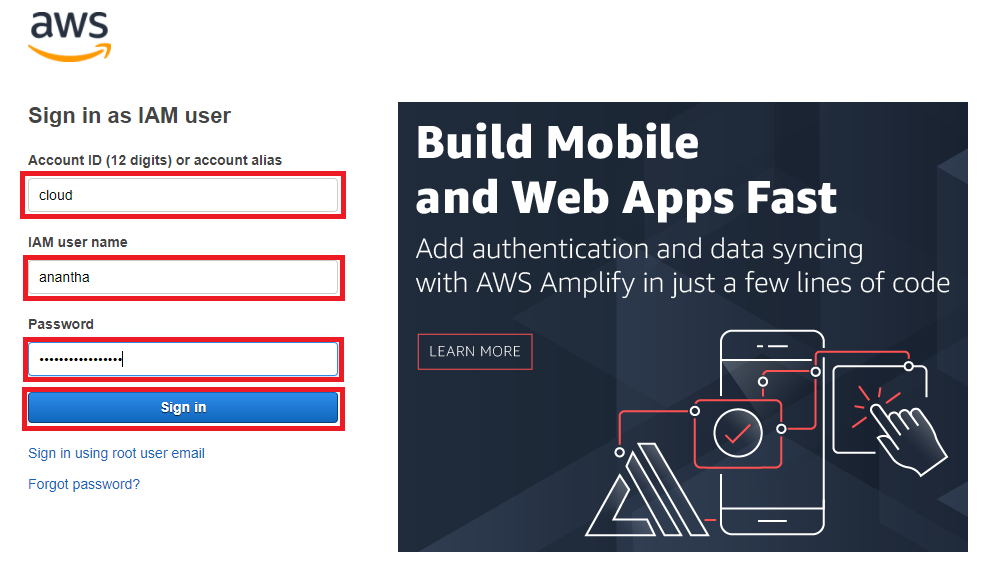 aws
Sign in as IAM user
Account ID (12 digits) or account alias
cloud
IAM user name
anantha
Password
•••••••••••••••••
Sign in
Sign in using root user email
Forgot password?
Build Mobile
and Web Apps Fast
Add authentication and data syncing
with AWS Amplify in just a few lines of code
LEARN MORE